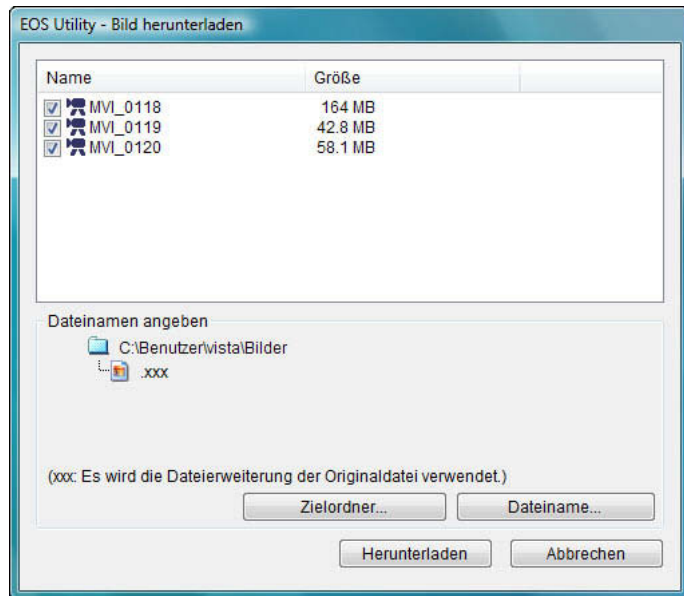 EOS Utility - Bild herunterladen
Name Größe
MVI_0118 164 MB
MVI_0119 42.8 MB
MVI_0120 58.1 MB
Dateinamen angeben
C:\Benutzer\vista\Bilder
.xxx
(xxx: Es wird die Dateierweiterung der Originaldatei verwendet.)
Zielordner... Dateiname...
Herunterladen Abbrechen